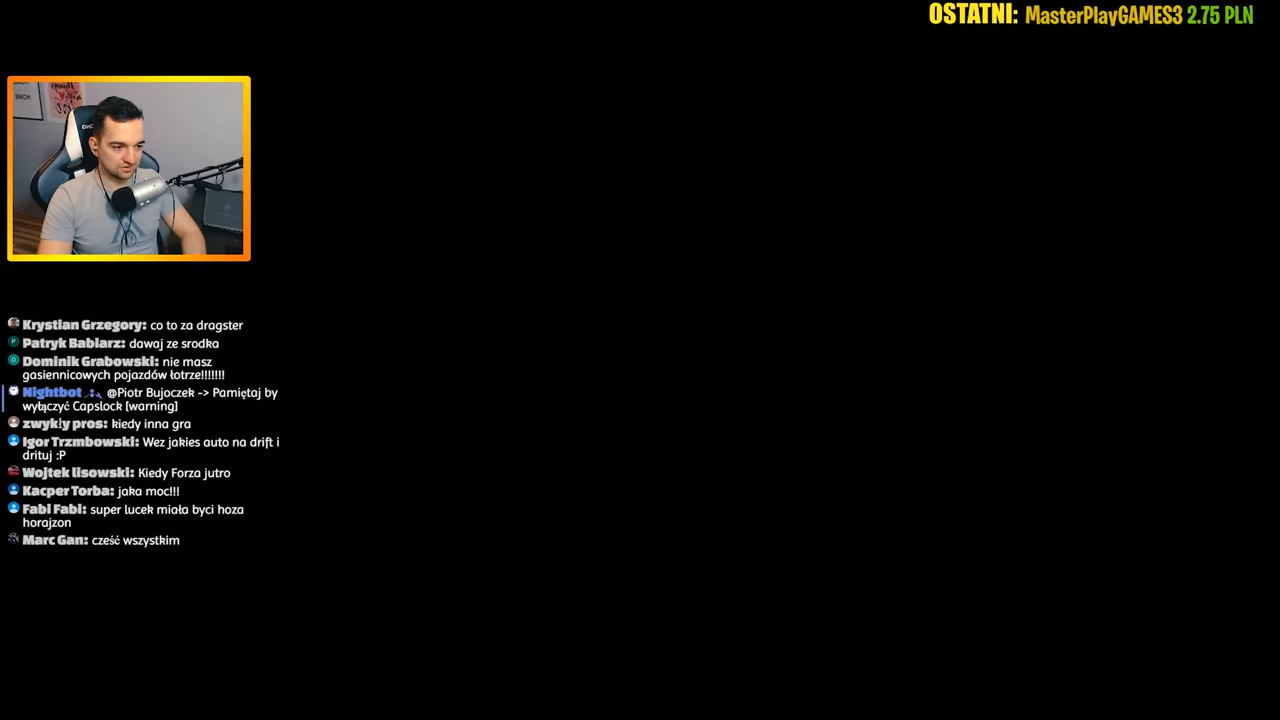 OSTATNI: MasterPlayGAMES3 2.75 PLN
Krystian Grzegory: co to za dragster
Patryk Babiarz: dawaj ze srodka
Dominik Grabowski: nie masz
gasiennicowych pojazdów łotrze!!!!!!!
Nightbot @Piotr Bujoczek -> Pamiętaj by
wyłączyć Capslock [warning]
zwykły pros: kiedy inna gra
Igor Trzmbowski: Wez jakies auto na drift i
drituj :P
Wojtek lisowski: Kiedy Forza jutro
Kacper Torba: jaka moc!!!
Fabi Fabi: super lucek miała byci hoza
horajzon
Marc Gan: cześć wszystkim